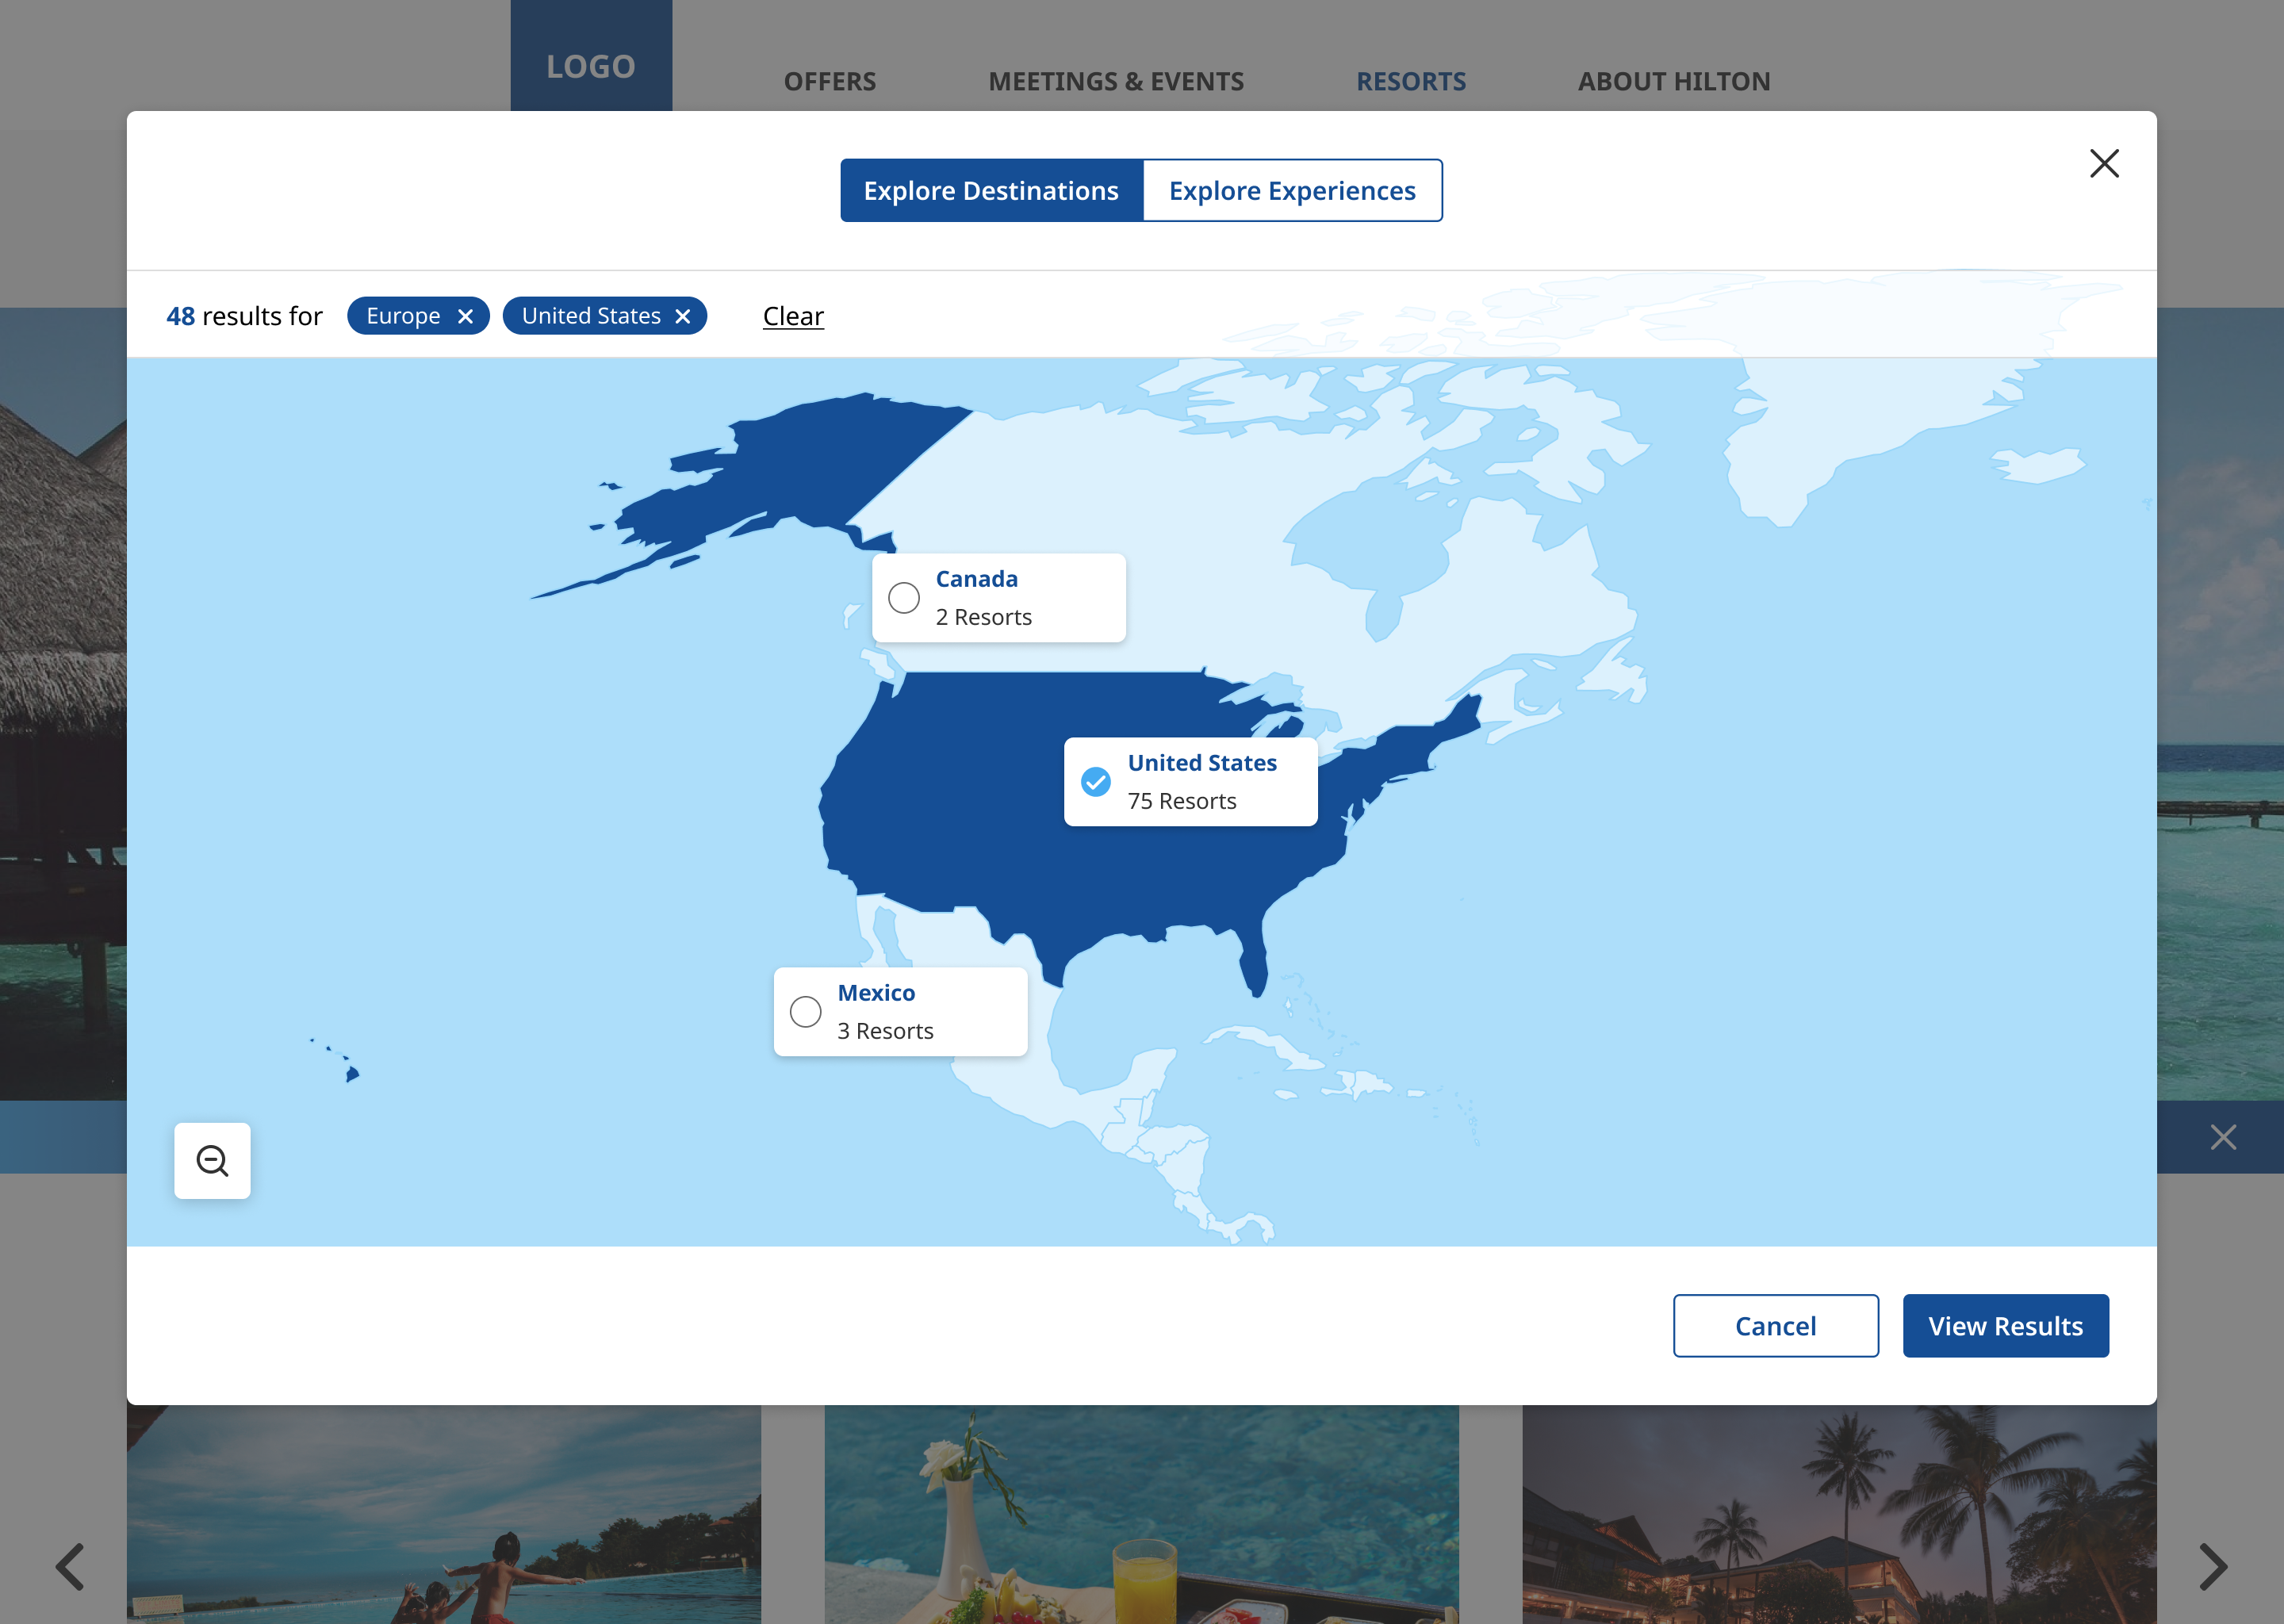 LOGO
OFFERS
MEETINGS & EVENTS
RESORTS
ABOUT HILTON
Explore Destinations
Explore Experiences
48 results for
Europe
United States
Clear
Canada
2 Resorts
United States
75 Resorts
Mexico
3 Resorts
Cancel
View Results